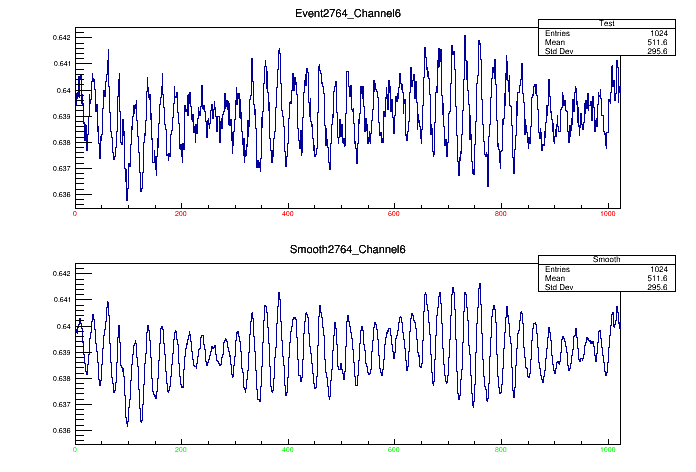 Event2764_Channel6
Test
Entries 1024
Mean 511.6
Std Dev 295.6
0.642
0.641
0.64
0.639
0.638
0.637
0.636
0 200 400 600 800 1000
Smooth2764_Channel6
Smooth
Entries 1024
Mean 511.6
Std Dev 295.6
0.642
0.641
0.64
0.639
0.638
0.637
0.636
0 200 400 600 800 1000